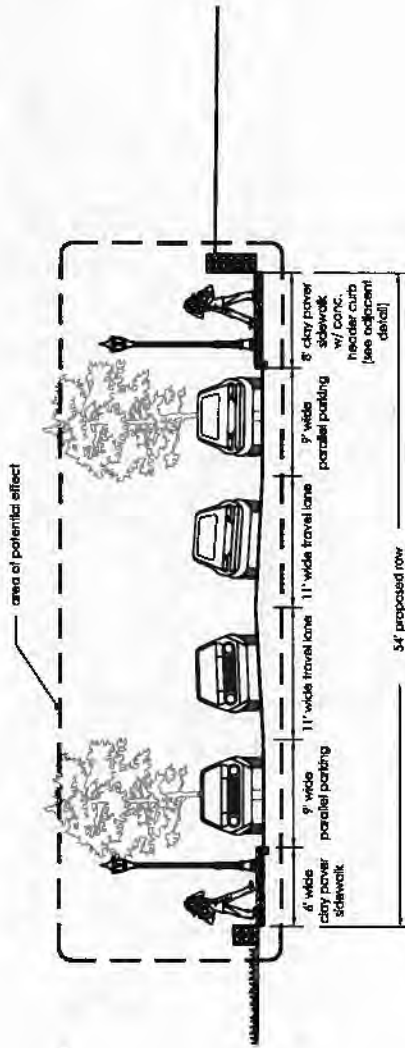 area of potential effect
6' wide
clay paver
sidewalk
9' wide
parallel parking
11' wide travel lane
11' wide travel lane
9' wide
parallel parking
8' clay paver
sidewalk
w/ conc.
header curb
(see adjacent
detail)
54' proposed row